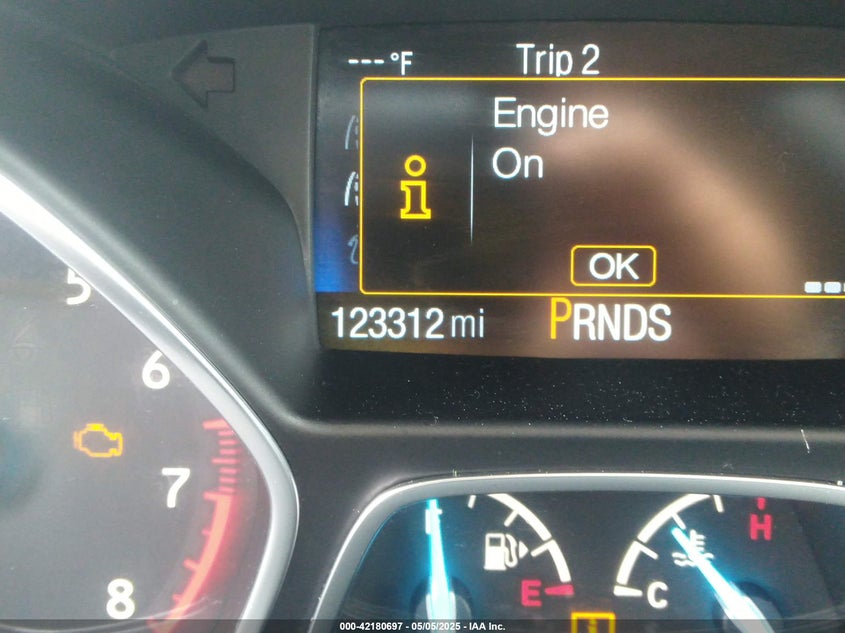 ---°F Trip 2
Engine
On
OK
123312 mi PRNDS
5
6
7
8
F
E
C
H
000-42180697 - 05/05/2025 - IAA Inc.